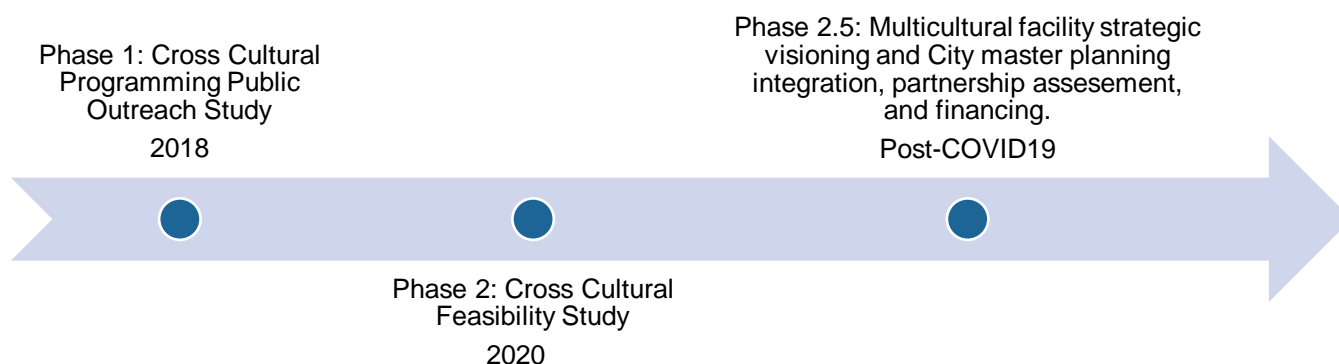 Phase 1: Cross Cultural
Programming Public
Outreach Study
2018
Phase 2: Cross Cultural
Feasibility Study
2020
Phase 2.5: Multicultural facility strategic
visioning and City master planning
integration, partnership assesement,
and financing.
Post-COVID19